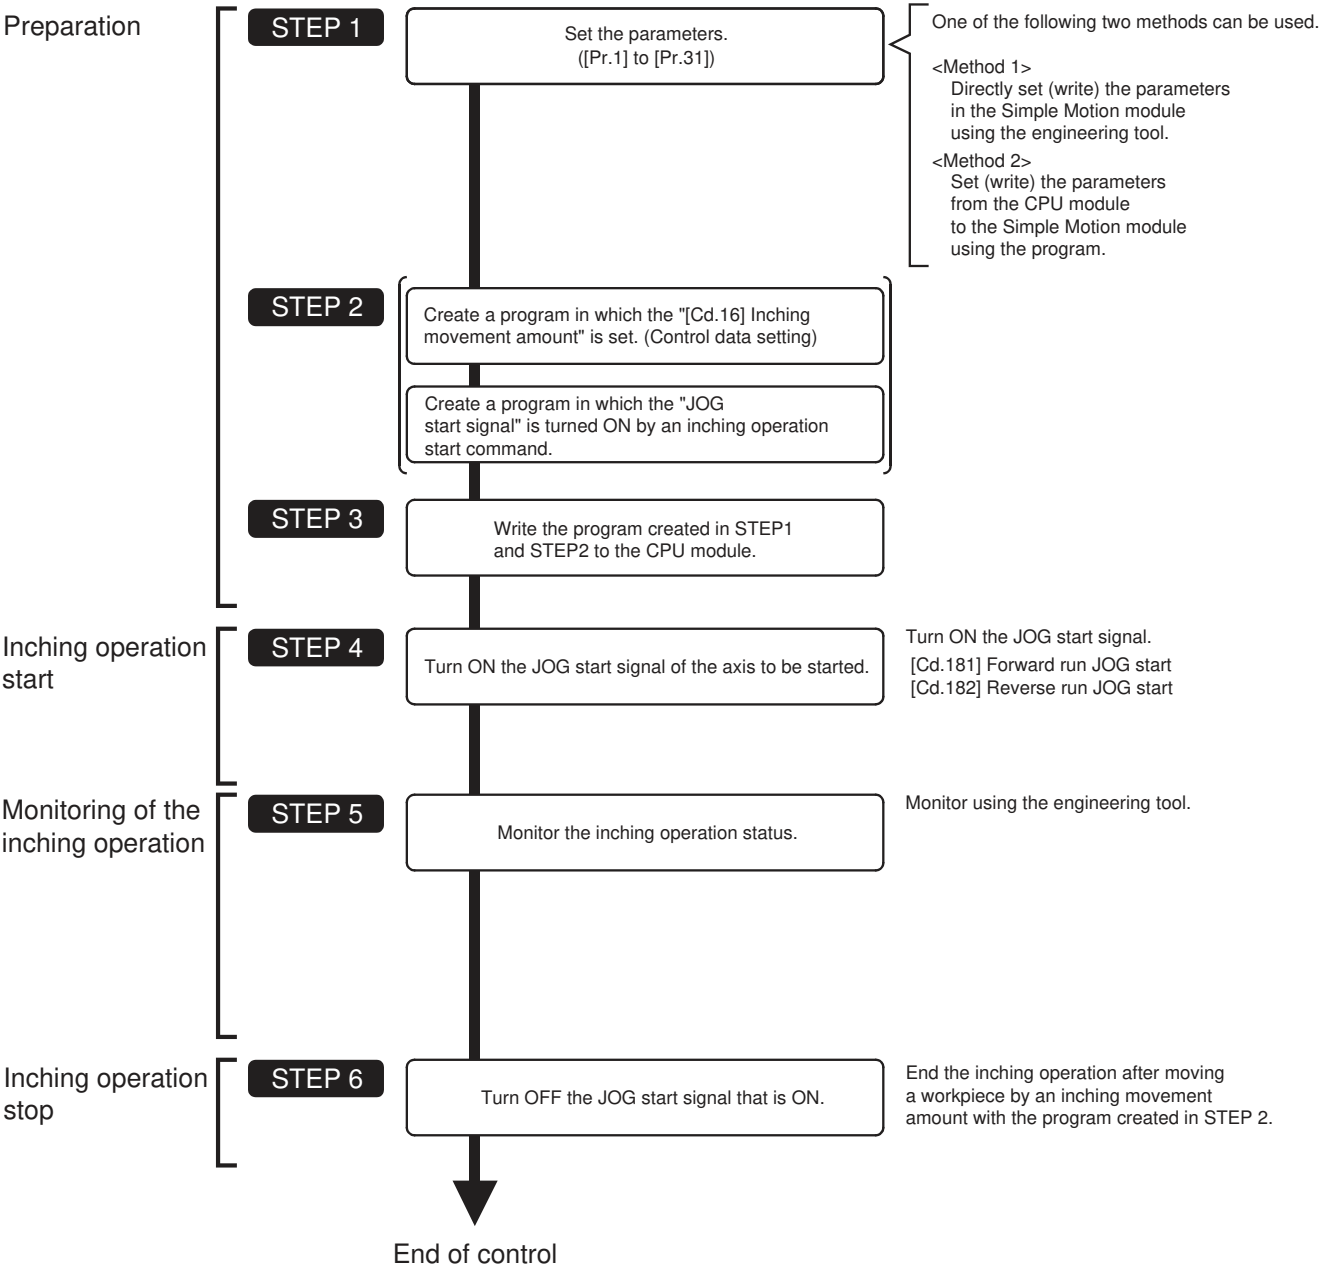 Preparation
STEP 1
Set the parameters.
([Pr.1] to [Pr.31])
One of the following two methods can be used.
<Method 1>
Directly set (write) the parameters
in the Simple Motion module
using the engineering tool.
<Method 2>
Set (write) the parameters
from the CPU module
to the Simple Motion module
using the program.
STEP 2
Create a program in which the "[Cd.16] Inching
movement amount" is set. (Control data setting)
Create a program in which the "JOG
start signal" is turned ON by an inching operation
start command.
STEP 3
Write the program created in STEP1
and STEP2 to the CPU module.
Inching operation
start
STEP 4
Turn ON the JOG start signal of the axis to be started.
Turn ON the JOG start signal.
[Cd.181] Forward run JOG start
[Cd.182] Reverse run JOG start
Monitoring of the
inching operation
STEP 5
Monitor the inching operation status.
Monitor using the engineering tool.
Inching operation
stop
STEP 6
Turn OFF the JOG start signal that is ON.
End the inching operation after moving
a workpiece by an inching movement
amount with the program created in STEP 2.
End of control